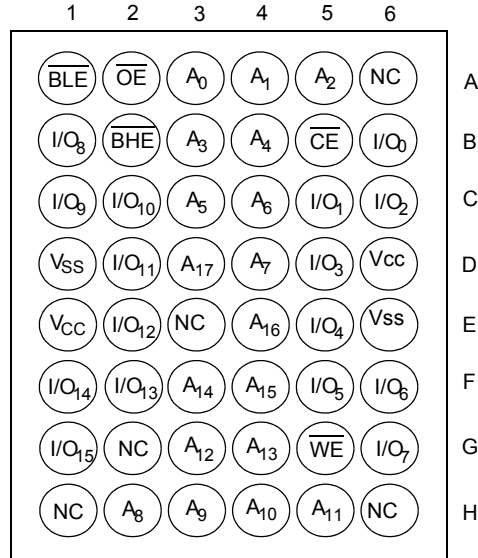 1 2 3 4 5 6
BLE OE A0 A1 A2 NC A
I/O8 BHE A3 A4 CE I/O0 B
I/O9 I/O10 A5 A6 I/O1 I/O2 C
VSS I/O11 A17 A7 I/O3 Vcc D
VCC I/O12 NC A16 I/O4 Vss E
I/O14 I/O13 A14 A15 I/O5 I/O6 F
I/O15 NC A12 A13 WE I/O7 G
NC A8 A9 A10 A11 NC H